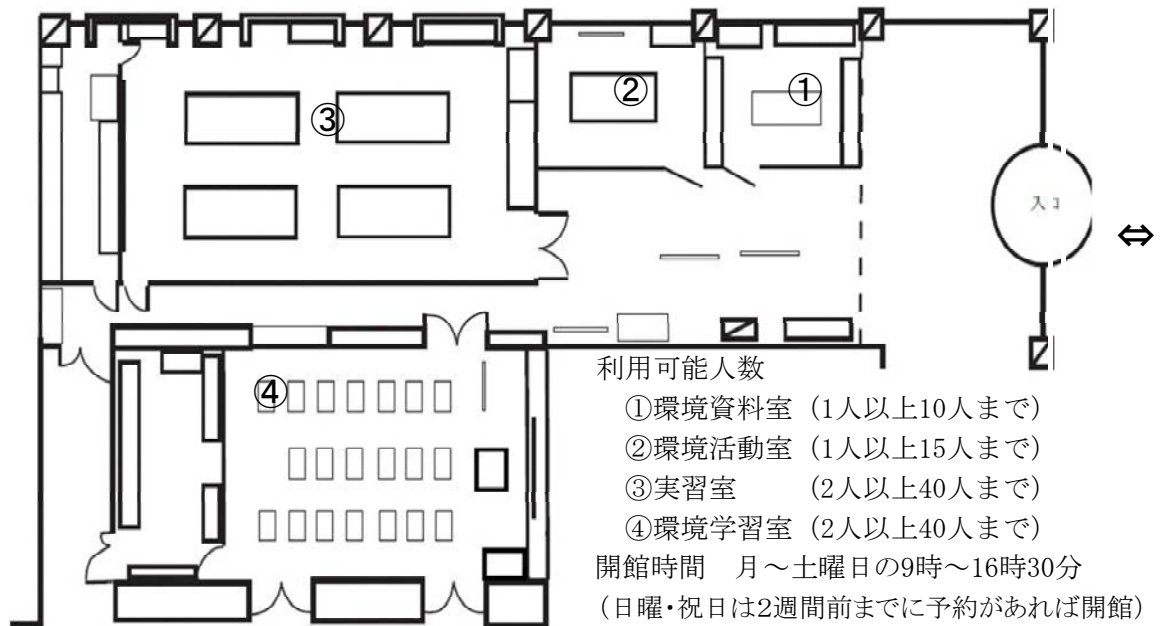 ②
①
③
入口
⇔
④
利用可能人数
①環境資料室（1人以上10人まで）
②環境活動室（1人以上15人まで）
③実習室　　（2人以上40人まで）
④環境学習室（2人以上40人まで）
開館時間　月～土曜日の9時～16時30分
（日曜・祝日は2週間前までに予約があれば開館）